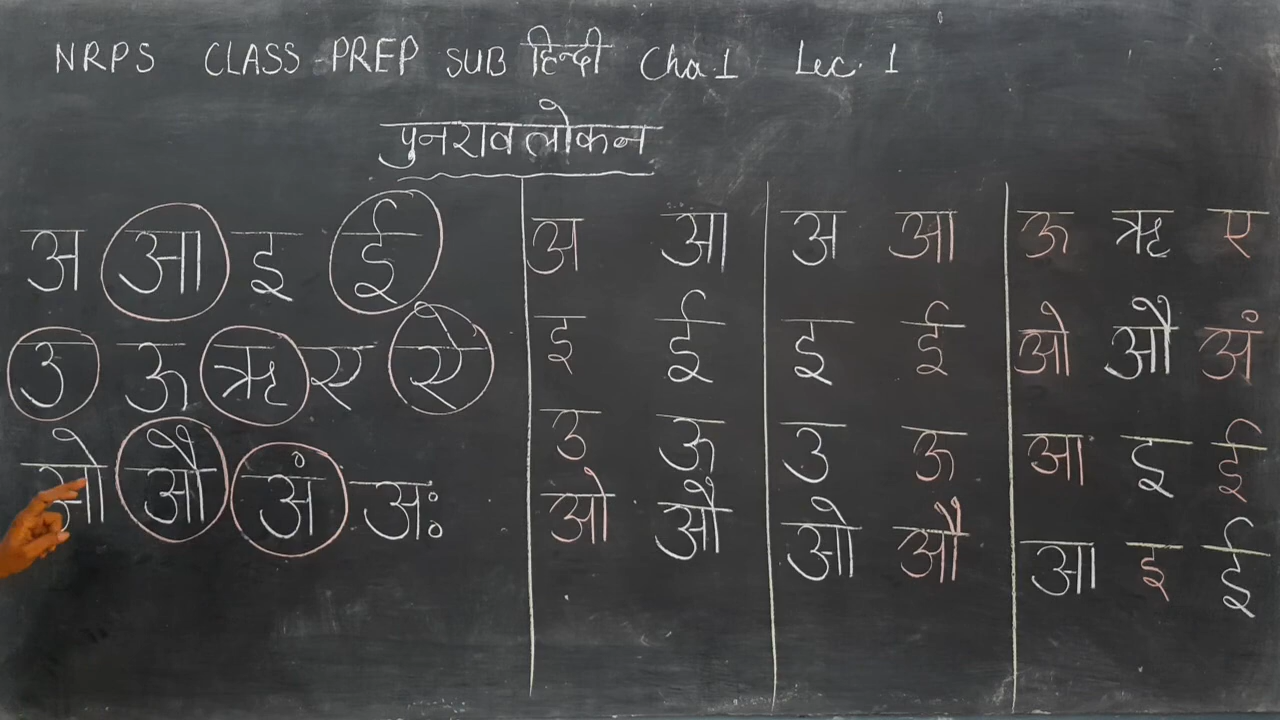 NRPS CLASS-PREP SUB हिन्दी Cha.1 Lec. 1
पुनरावलोकन
अ आ इ ई
उ ऊ ऋ ए ऐ
ओ औ अं अः
अ आ
इ ई
उ ऊ
ओ औ
अ आ
इ ई
उ ऊ
ओ औ
ऊ ऋ ए
ओ औ अं
आ इ ई
आ इ ई